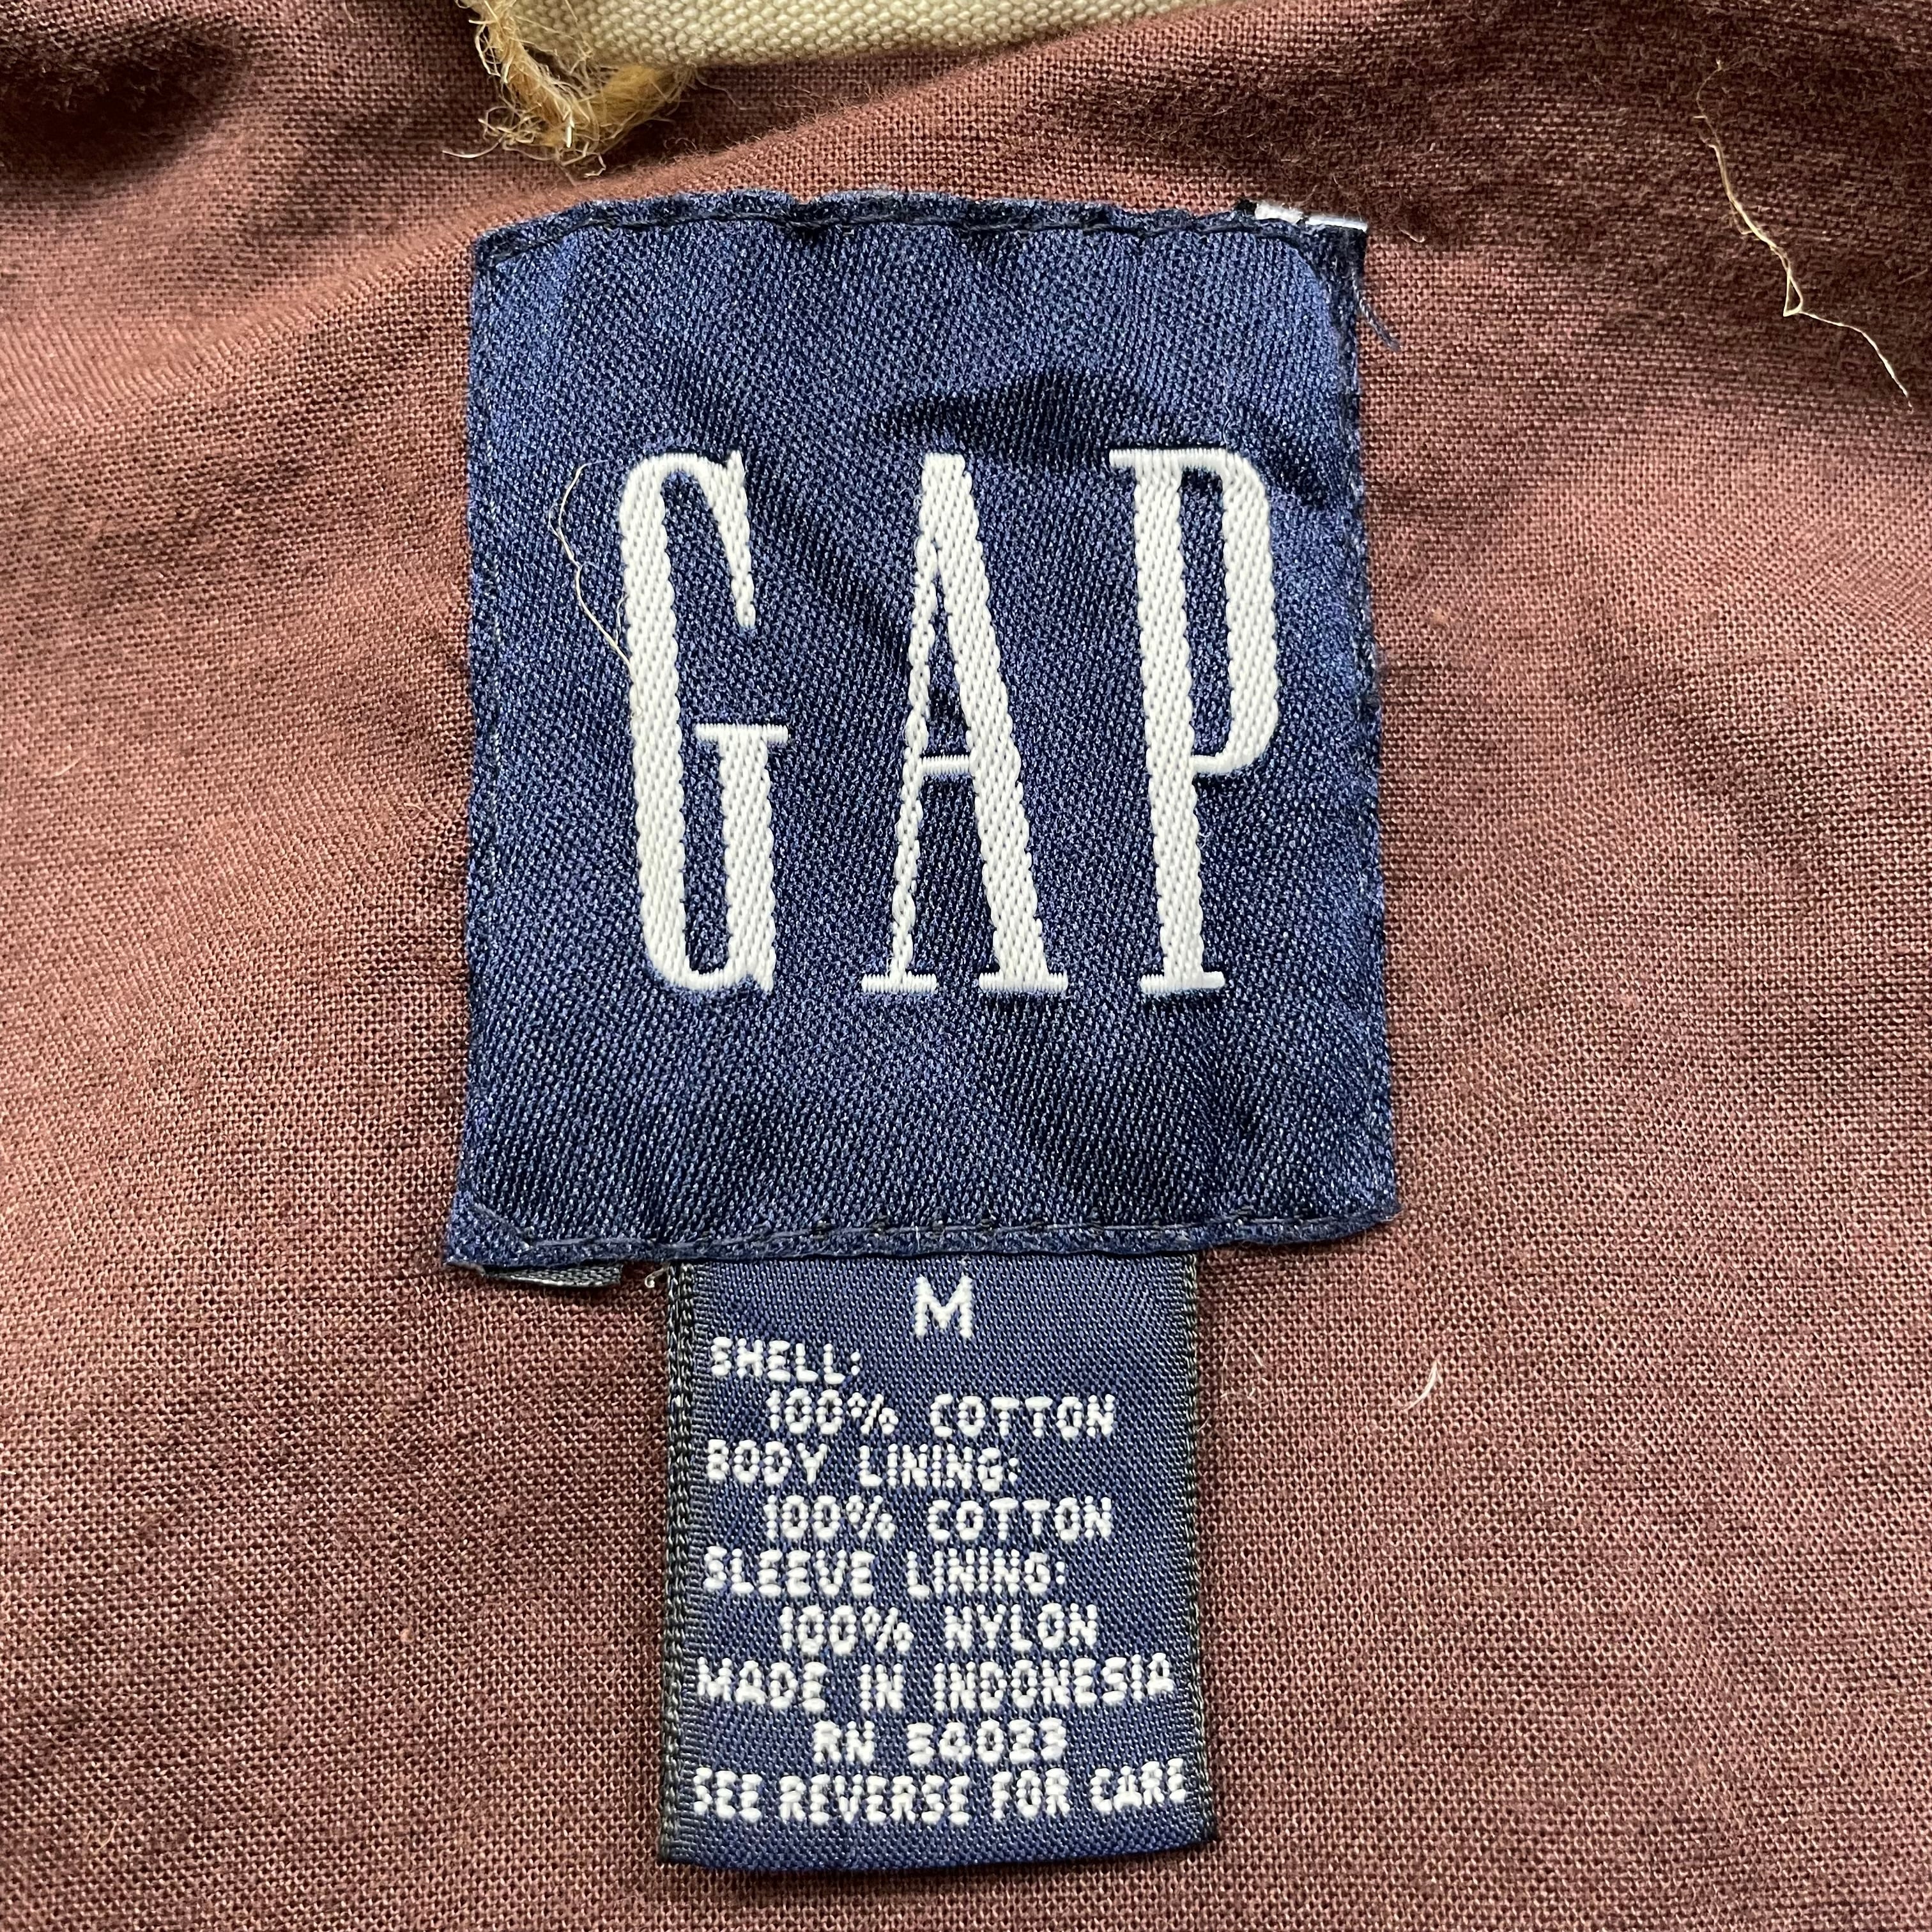 GAP
M
SHELL:
100% COTTON
BODY LINING:
100% COTTON
SLEEVE LINING:
100% NYLON
MADE IN INDONESIA
RN 54023
SEE REVERSE FOR CARE